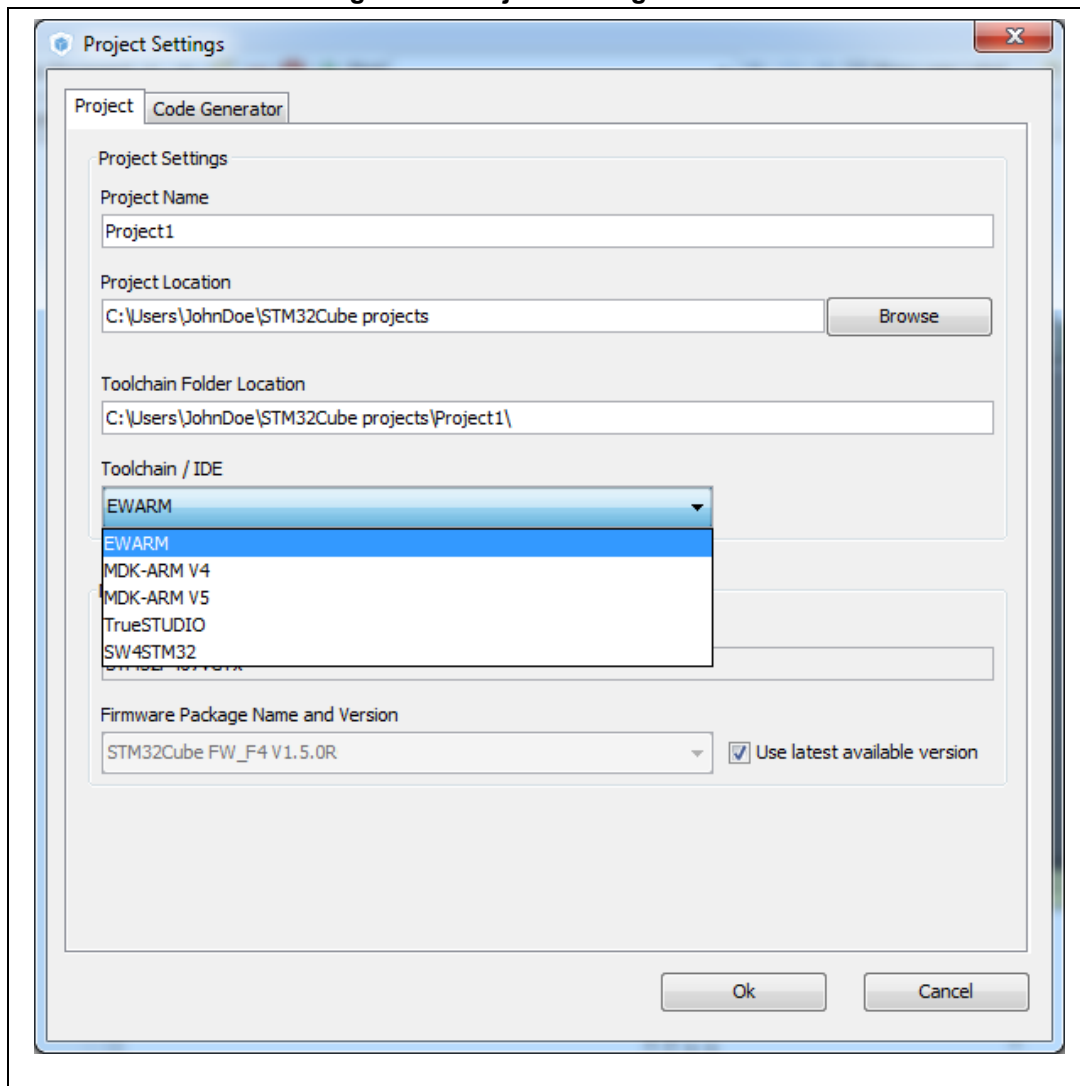 Project Settings
Project Code Generator
Project Settings
Project Name
Project1
Project Location
C:\Users\JohnDoe\STM32Cube projects Browse
Toolchain Folder Location
C:\Users\JohnDoe\STM32Cube projects\Project1\
Toolchain / IDE
EWARM
EWARM
MDK-ARM V4
MDK-ARM V5
TrueSTUDIO
SW4STM32
Firmware Package Name and Version
STM32Cube FW_F4 V1.5.0R Use latest available version
Ok Cancel